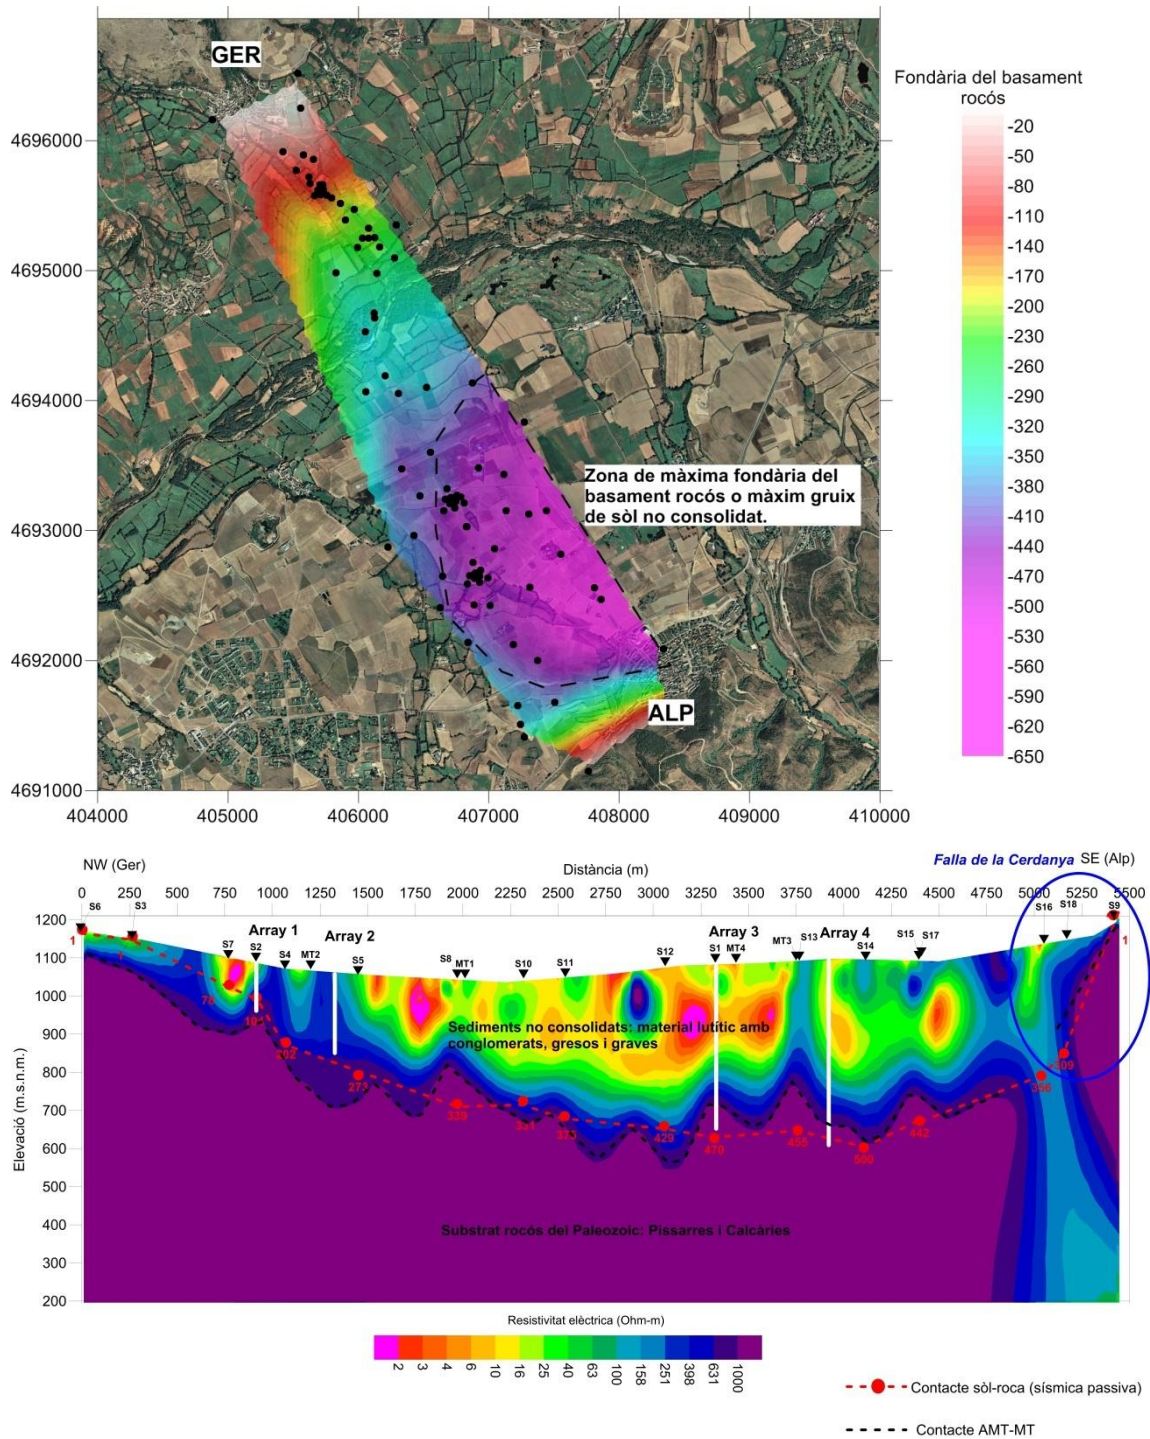 GER
Fondària del basament
rocós
4696000
4695000
4694000
4693000
4692000
4691000
-20
-50
-80
-110
-140
-170
-200
-230
-260
-290
-320
-350
-380
-410
-440
-470
-500
-530
-560
-590
-620
-650
Zona de màxima fondària del
basament rocós o màxim gruix
de sòl no consolidat.
ALP
404000 405000 406000 407000 408000 409000 410000
Falla de la Cerdanya
NW (Ger) Distància (m) SE (Alp)
0 250 500 750 1000 1250 1500 1750 2000 2250 2500 2750 3000 3250 3500 3750 4000 4250 4500 4750 5000 5250 5500
S6 S3 S7 S2 S4 MT2 S5 S8 MT1 S10 S11 S12 S1 MT4 MT3 S13 S14 S15 S17 S16 S18 S9
Array 1 Array 2 Array 3 Array 4
Elevació (m.s.n.m.)
1200
1100
1000
900
800
700
600
500
400
300
200
1 1 78 202 273 339 375 429 470 455 500 442 356 309 1
Sediments no consolidats: material lutític amb
conglomerats, gresos i graves
Substrat rocós del Paleozoic: Pissarres i Calcàries
Resistivitat elèctrica (Ohm-m)
2 3 4 6 10 16 25 40 63 100 158 251 398 631 1000
Contacte sòl-roca (sísmica passiva)
Contacte AMT-MT